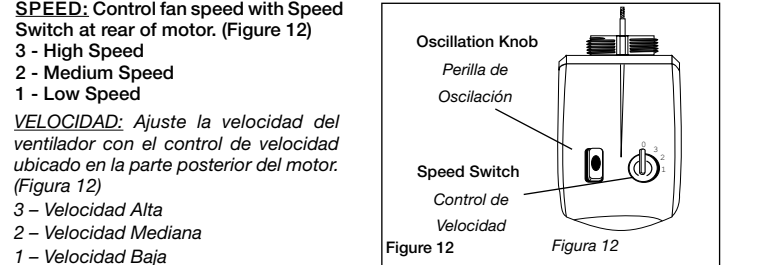 SPEED: Control fan speed with Speed
Switch at rear of motor. (Figure 12)
3 - High Speed
2 - Medium Speed
1 - Low Speed
VELOCIDAD: Ajuste la velocidad del
ventilador con el control de velocidad
ubicado en la parte posterior del motor.
(Figura 12)
3 – Velocidad Alta
2 – Velocidad Mediana
1 – Velocidad Baja
Oscillation Knob
Perilla de
Oscilación
Speed Switch
Control de
Velocidad
0
3
2
1
Figure 12
Figura 12